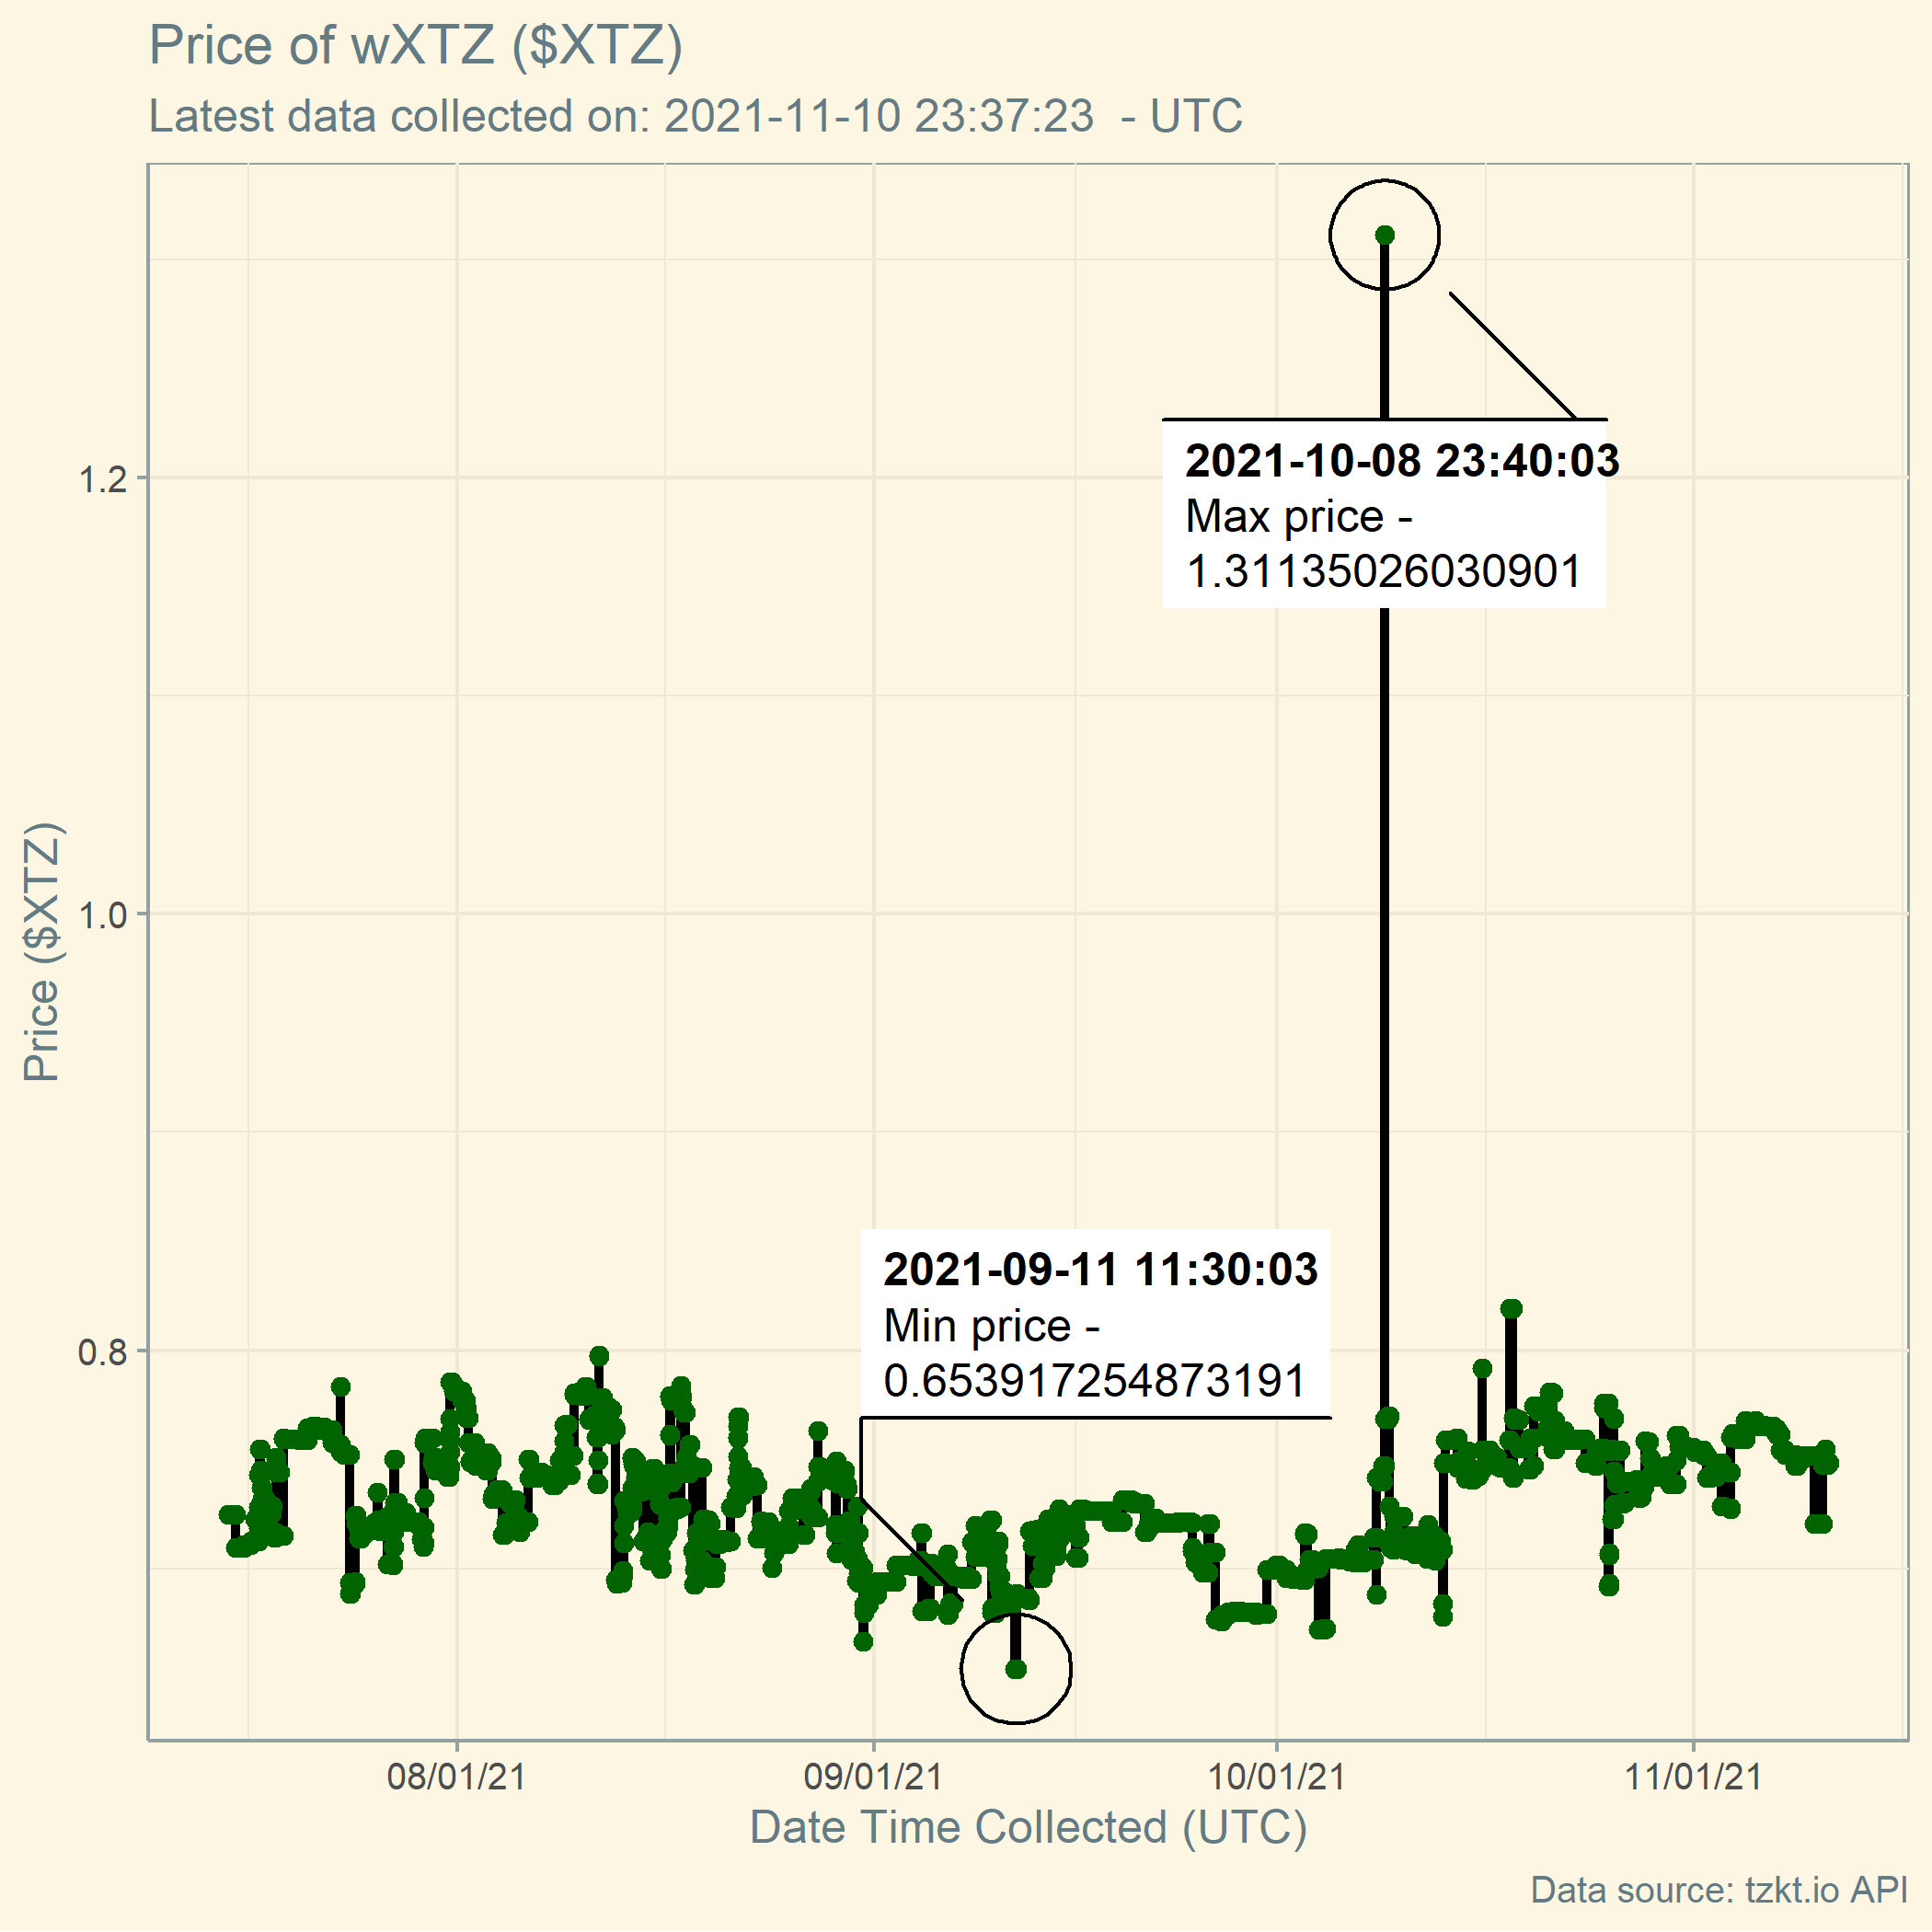 Price of wXTZ ($XTZ)
Latest data collected on: 2021-11-10 23:37:23  - UTC
2021-10-08 23:40:03
Max price -
1.31135026030901
1.2
1.0
Price ($XTZ)
2021-09-11 11:30:03
Min price -
0.653917254873191
0.8
08/01/21 09/01/21 10/01/21 11/01/21
Date Time Collected (UTC)
Data source: tzkt.io API